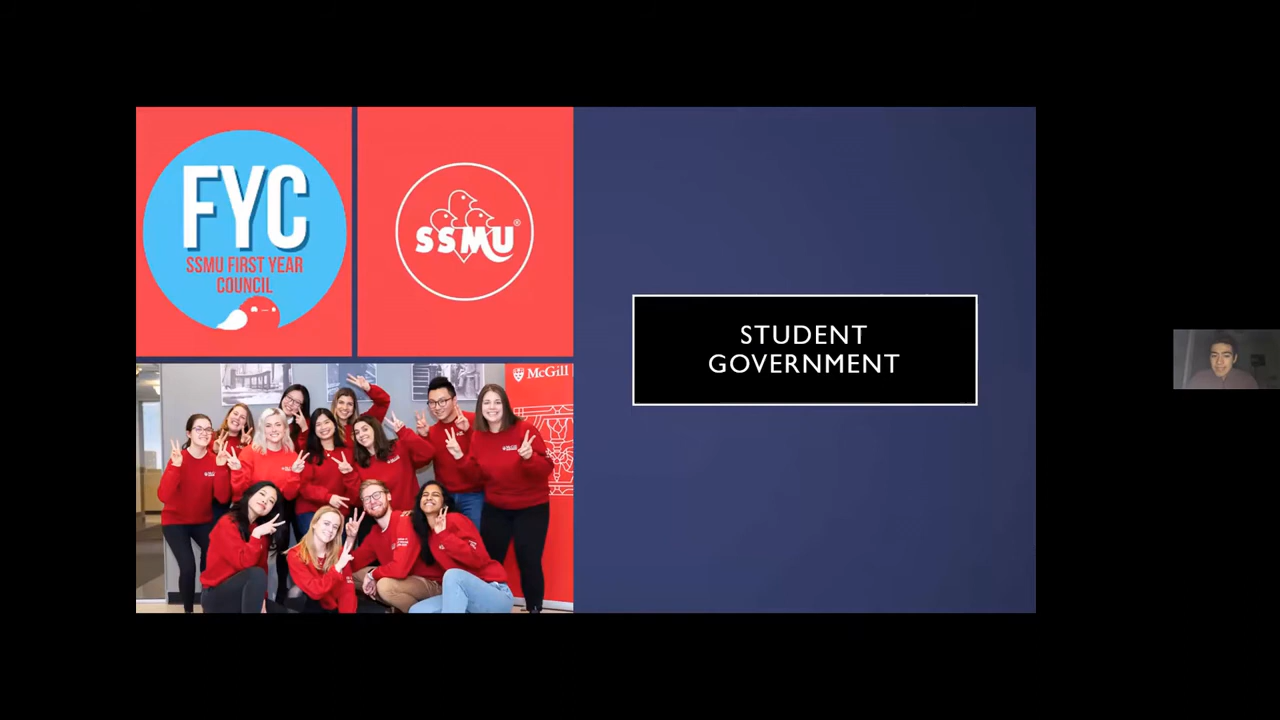 FYC
SSMU FIRST YEAR
COUNCIL
SSMU®
STUDENT
GOVERNMENT
McGill